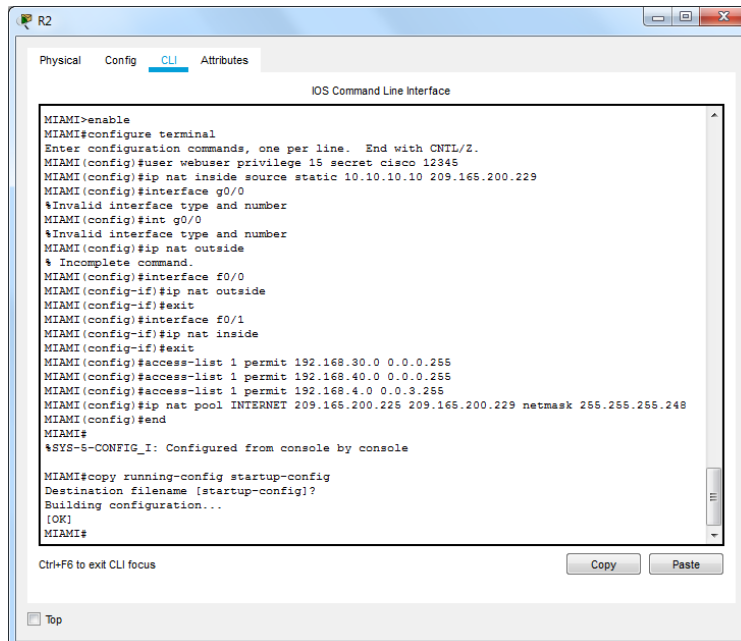 R2
Physical Config CLI Attributes
IOS Command Line Interface
MIAMI>enable
MIAMI#configure terminal
Enter configuration commands, one per line.  End with CNTL/Z.
MIAMI(config)#user webuser privilege 15 secret cisco 12345
MIAMI(config)#ip nat inside source static 10.10.10.10 209.165.200.229
MIAMI(config)#interface g0/0
%Invalid interface type and number
MIAMI(config)#int g0/0
%Invalid interface type and number
MIAMI(config)#ip nat outside
% Incomplete command.
MIAMI(config)#interface f0/0
MIAMI(config-if)#ip nat outside
MIAMI(config-if)#exit
MIAMI(config)#interface f0/1
MIAMI(config-if)#ip nat inside
MIAMI(config-if)#exit
MIAMI(config)#access-list 1 permit 192.168.30.0 0.0.0.255
MIAMI(config)#access-list 1 permit 192.168.40.0 0.0.0.255
MIAMI(config)#access-list 1 permit 192.168.4.0 0.0.3.255
MIAMI(config)#ip nat pool INTERNET 209.165.200.225 209.165.200.229 netmask 255.255.255.248
MIAMI(config)#end
MIAMI#
%SYS-5-CONFIG_I: Configured from console by console
MIAMI#copy running-config startup-config
Destination filename [startup-config]?
Building configuration...
[OK]
MIAMI#
Ctrl+F6 to exit CLI focus
Copy Paste
Top